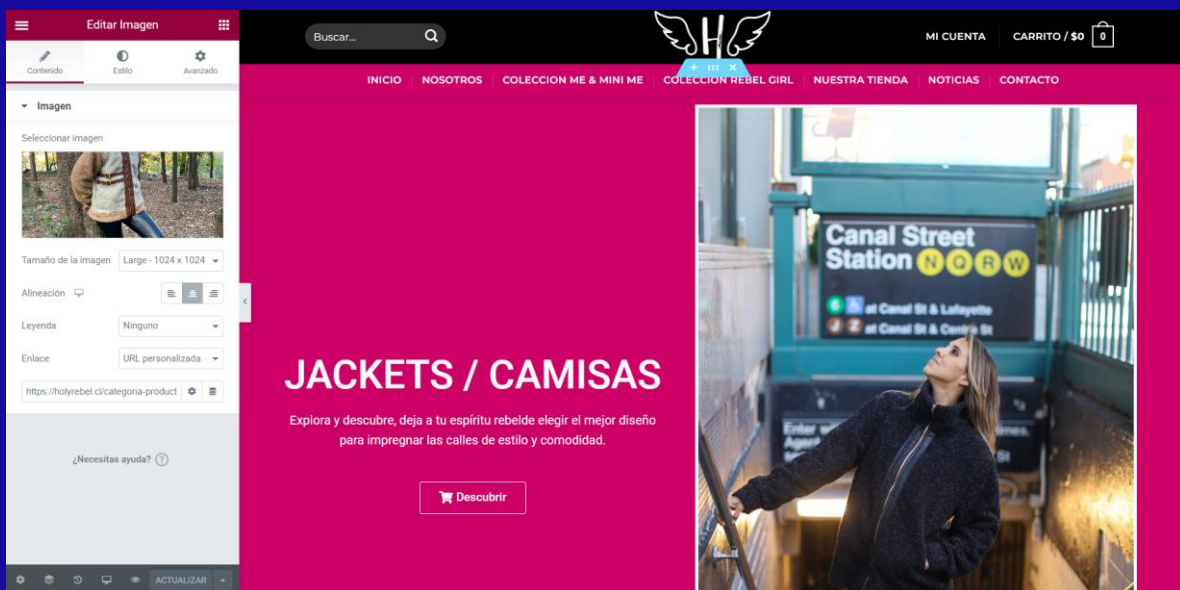 Editar Imagen
Contenido
Estilo
Avanzado
Imagen
Seleccionar imagen
Tamaño de la imagen
Large - 1024 x 1024
Alineación
Leyenda
Ninguno
Enlace
URL personalizada
https://holyrebel.cl/categoria-product
¿Necesitas ayuda?
ACTUALIZAR
Buscar...
H
MI CUENTA
CARRITO / $0
0
INICIO
NOSOTROS
COLECCION ME & MINI ME
COLECCION REBEL GIRL
NUESTRA TIENDA
NOTICIAS
CONTACTO
JACKETS / CAMISAS
Explora y descubre, deja a tu espíritu rebelde elegir el mejor diseño
para impregnar las calles de estilo y comodidad.
Descubrir
Canal Street
Station N Q R W
6 at Canal St & Lafayette
J Z at Canal St & Centre St